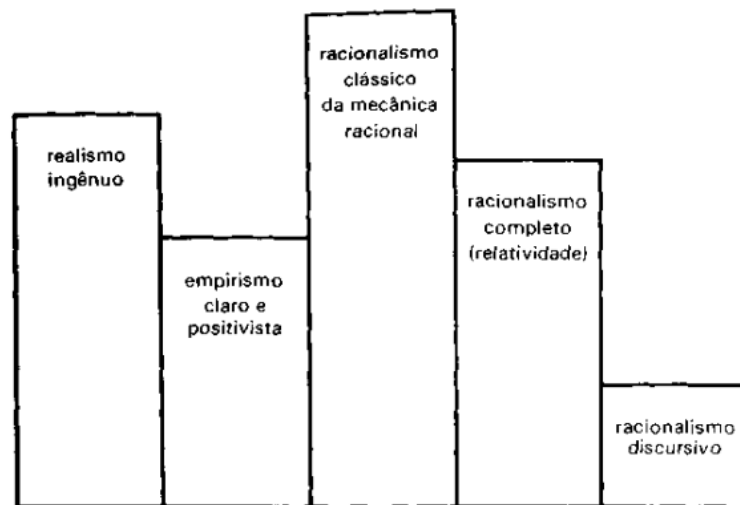 realismo
ingênuo
empirismo
claro e
positivista
racionalismo
clássico
da mecânica
racional
racionalismo
completo
(relatividade)
racionalismo
discursivo